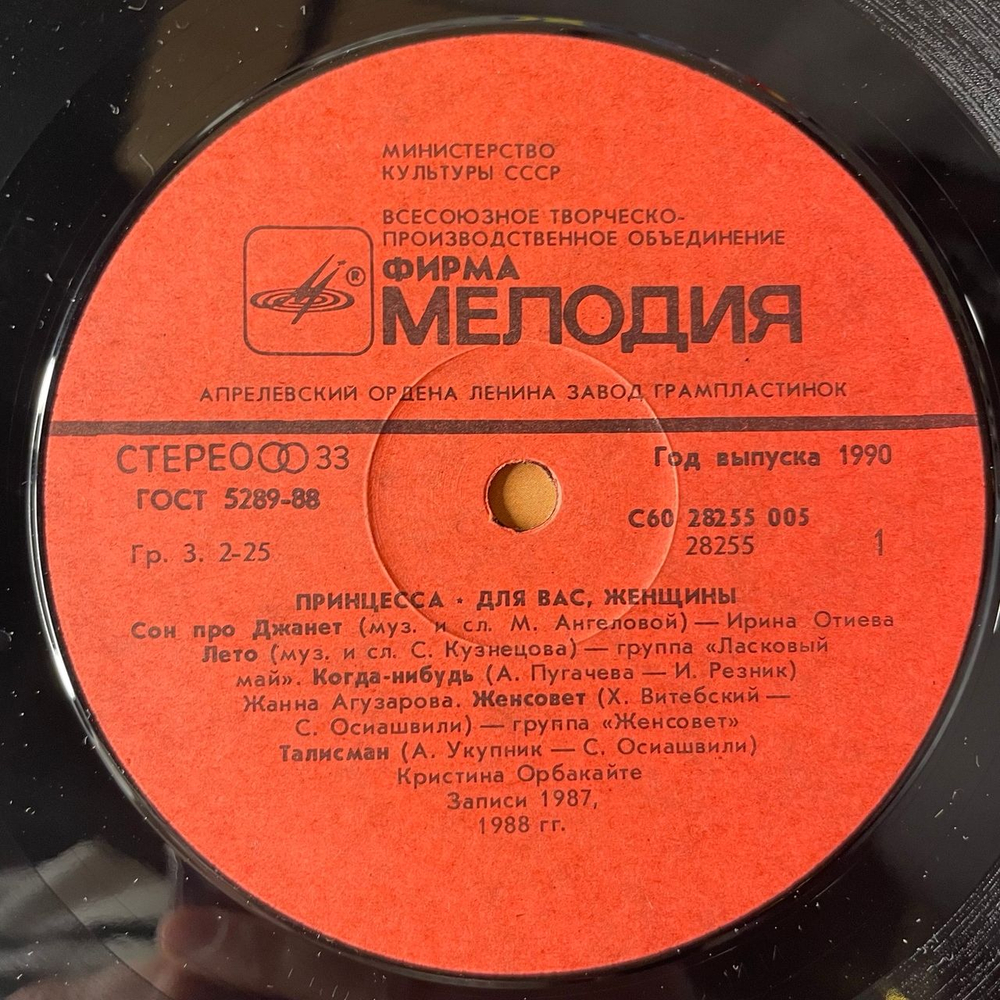 МИНИСТЕРСТВО
КУЛЬТУРЫ СССР
ВСЕСОЮЗНОЕ ТВОРЧЕСКО-
ПРОИЗВОДСТВЕННОЕ ОБЪЕДИНЕНИЕ
®
ФИРМА
МЕЛОДИЯ
АПРЕЛЕВСКИЙ ОРДЕНА ЛЕНИНА ЗАВОД ГРАМПЛАСТИНОК
СТЕРЕО 33
Год выпуска 1990
ГОСТ 5289-88
С60 28255 005
Гр. 3. 2-25
28255 1
ПРИНЦЕССА · ДЛЯ ВАС, ЖЕНЩИНЫ
Сон про Джанет (муз. и сл. М. Ангеловой) — Ирина Отиева
Лето (муз. и сл. С. Кузнецова) — группа «Ласковый
май». Когда-нибудь (А. Пугачева — И. Резник)
Жанна Агузарова. Женсовет (Х. Витебский —
С. Осиашвили) — группа «Женсовет»
Талисман (А. Укупник — С. Осиашвили)
Кристина Орбакайте
Записи 1987,
1988 гг.